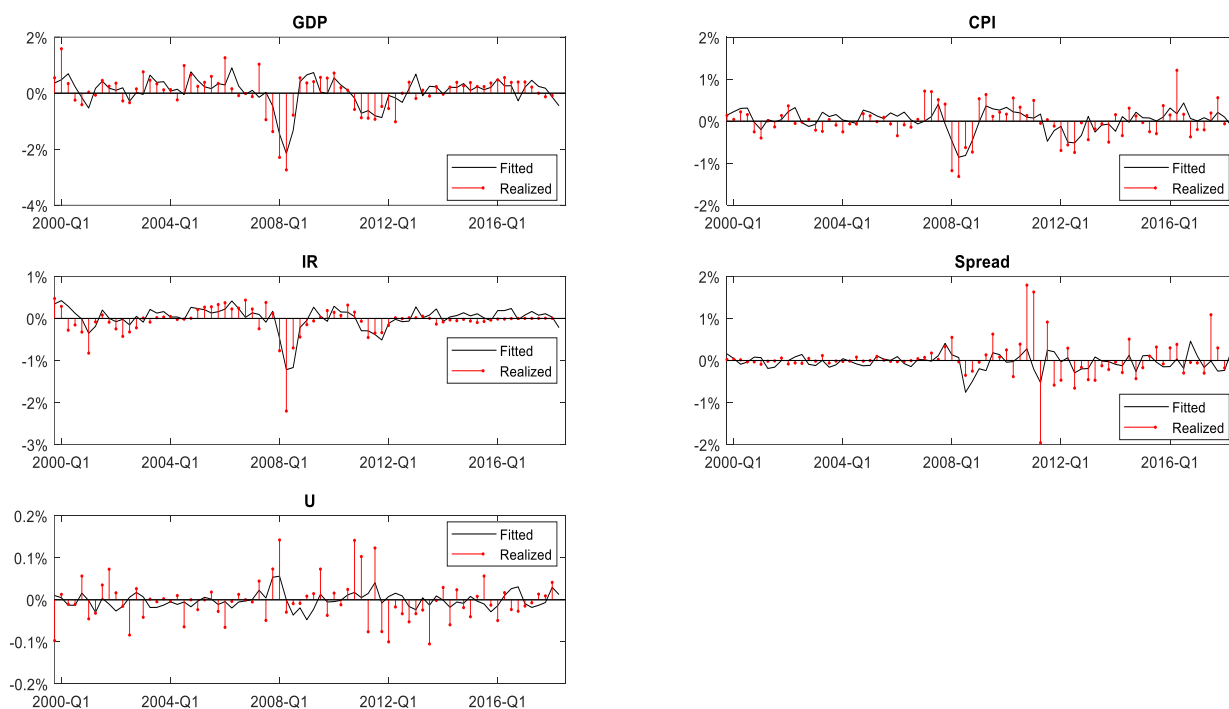 GDP
2%
0%
-2%
-4%
Fitted
Realized
2000-Q1 2004-Q1 2008-Q1 2012-Q1 2016-Q1
CPI
2%
1%
0%
-1%
-2%
Fitted
Realized
2000-Q1 2004-Q1 2008-Q1 2012-Q1 2016-Q1
IR
1%
0%
-1%
-2%
-3%
Fitted
Realized
2000-Q1 2004-Q1 2008-Q1 2012-Q1 2016-Q1
Spread
2%
1%
0%
-1%
-2%
Fitted
Realized
2000-Q1 2004-Q1 2008-Q1 2012-Q1 2016-Q1
U
0.2%
0.1%
0%
-0.1%
-0.2%
Fitted
Realized
2000-Q1 2004-Q1 2008-Q1 2012-Q1 2016-Q1